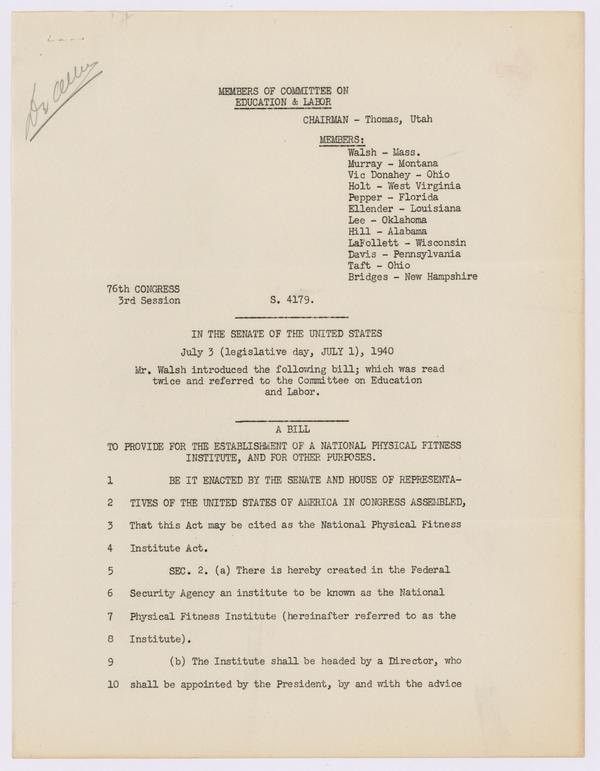 Dr Allen
MEMBERS OF COMMITTEE ON
EDUCATION & LABOR
CHAIRMAN - Thomas, Utah
MEMBERS:
Walsh - Mass.
Murray - Montana
Vic Donahey - Ohio
Holt - West Virginia
Pepper - Florida
Ellender - Louisiana
Lee - Oklahoma
Hill - Alabama
LaFollett - Wisconsin
Davis - Pennsylvania
Taft - Ohio
Bridges - New Hampshire
76th CONGRESS
3rd Session S. 4179.
IN THE SENATE OF THE UNITED STATES
July 3 (legislative day, JULY 1), 1940
Mr. Walsh introduced the following bill; which was read
twice and referred to the Committee on Education
and Labor.
A BILL
TO PROVIDE FOR THE ESTABLISHMENT OF A NATIONAL PHYSICAL FITNESS
INSTITUTE, AND FOR OTHER PURPOSES.
1 BE IT ENACTED BY THE SENATE AND HOUSE OF REPRESENTA-
2 TIVES OF THE UNITED STATES OF AMERICA IN CONGRESS ASSEMBLED,
3 That this Act may be cited as the National Physical Fitness
4 Institute Act.
5 SEC. 2. (a) There is hereby created in the Federal
6 Security Agency an institute to be known as the National
7 Physical Fitness Institute (hereinafter referred to as the
8 Institute).
9 (b) The Institute shall be headed by a Director, who
10 shall be appointed by the President, by and with the advice